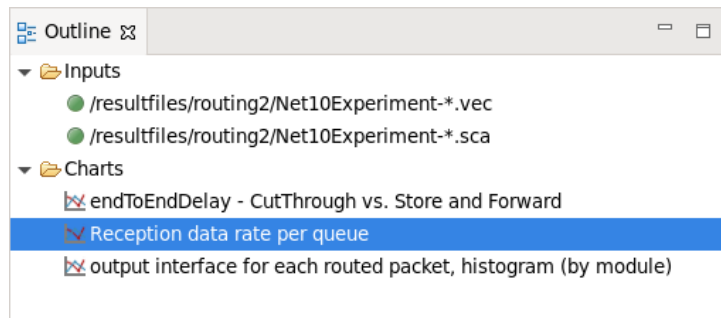 Outline
Inputs
/resultfiles/routing2/Net10Experiment-*.vec
/resultfiles/routing2/Net10Experiment-*.sca
Charts
endToEndDelay - CutThrough vs. Store and Forward
Reception data rate per queue
output interface for each routed packet, histogram (by module)